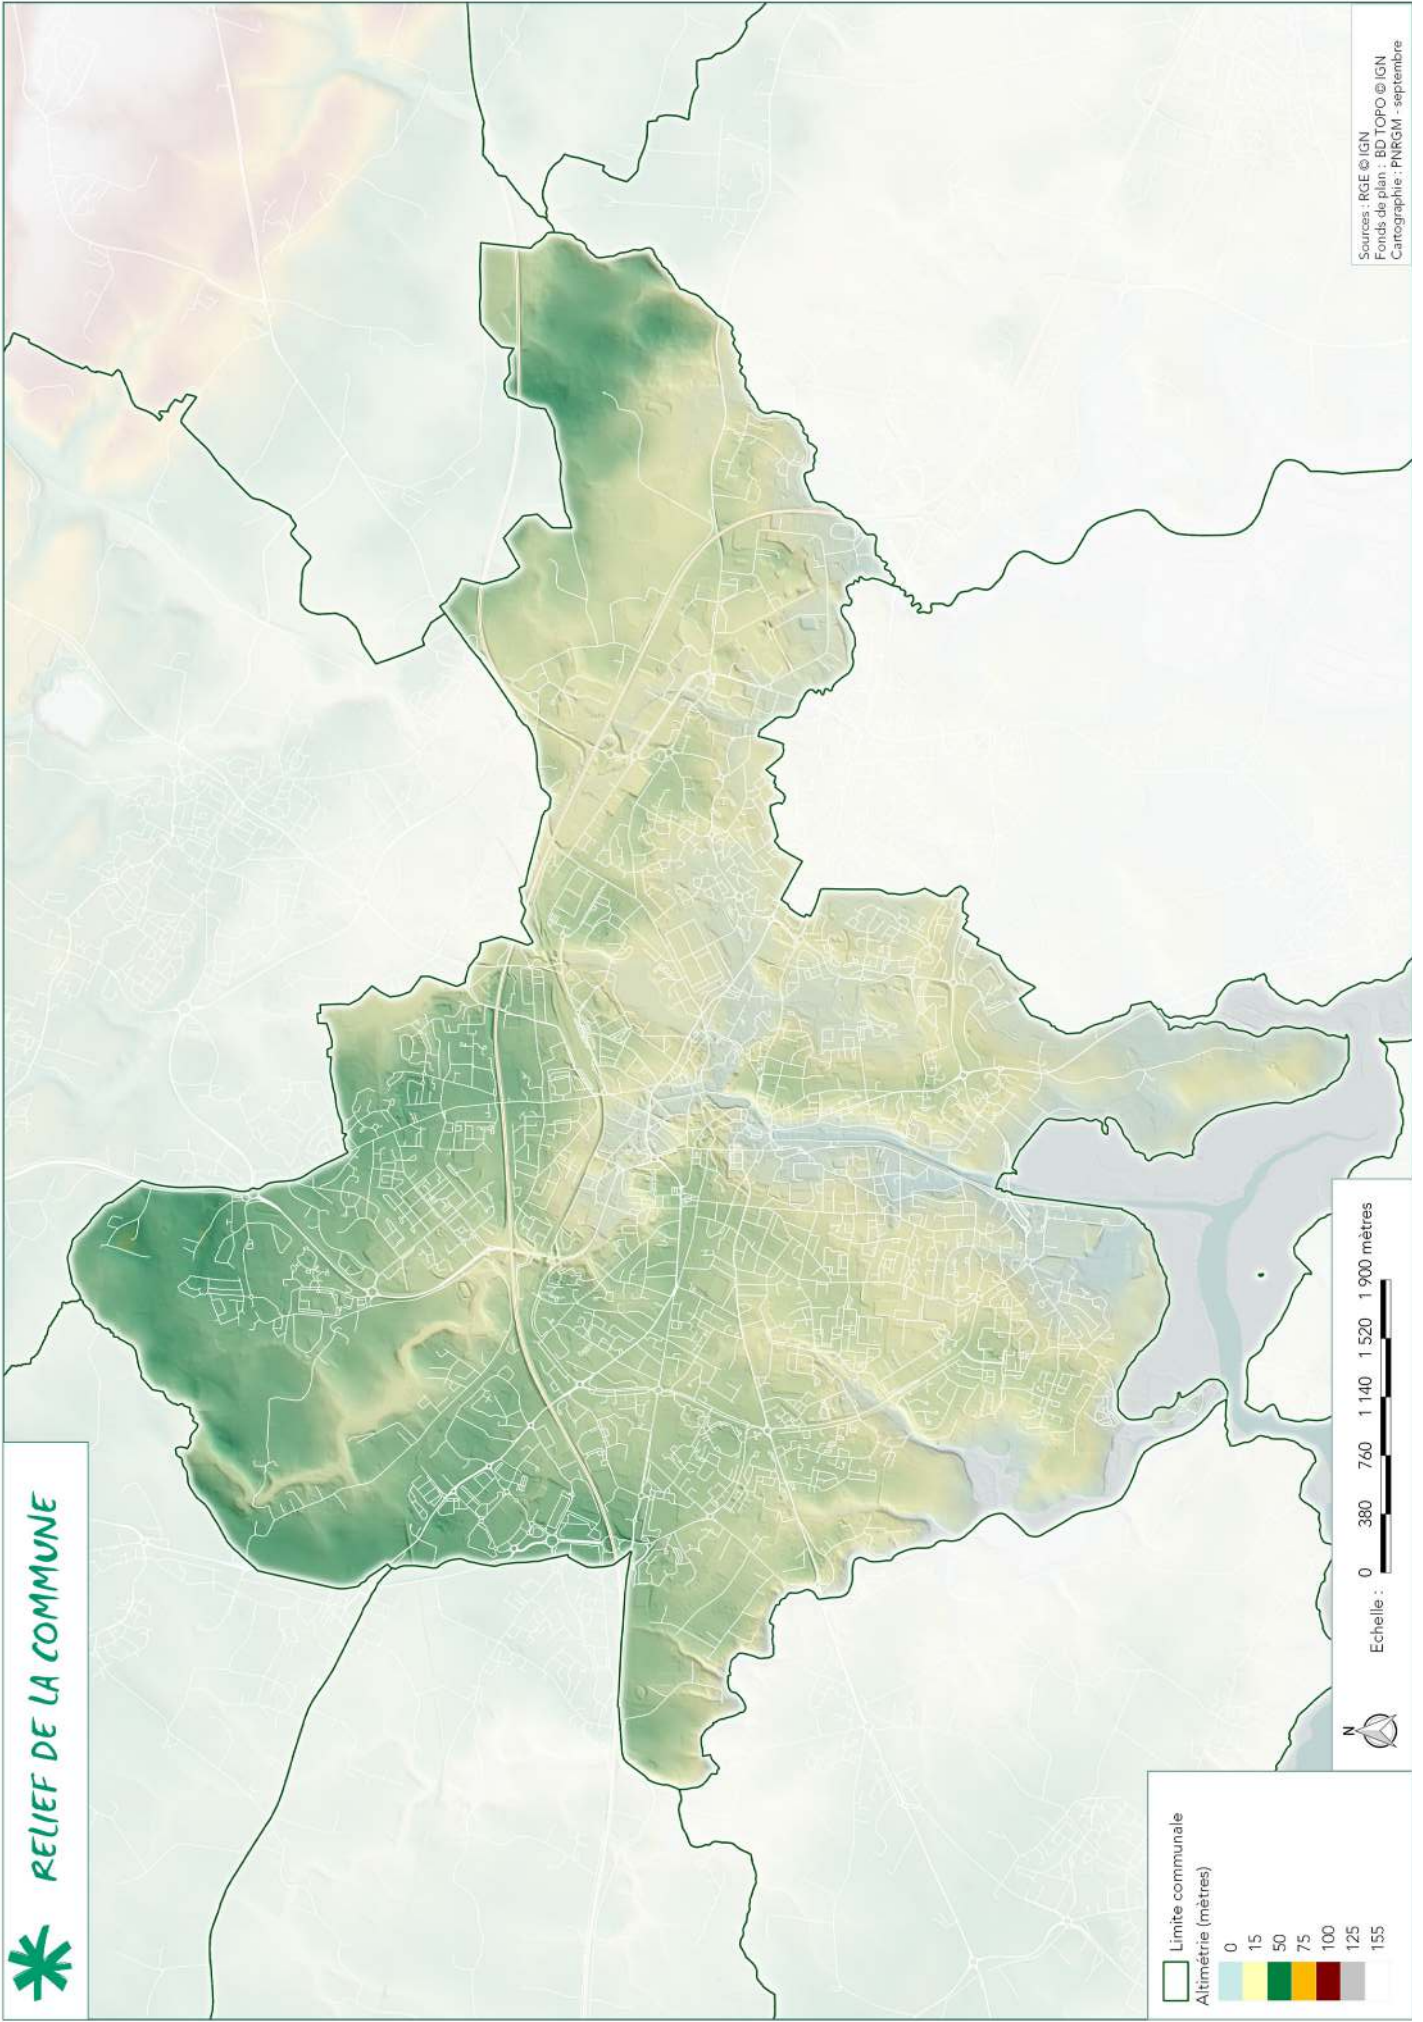 RELIEF DE LA COMMUNE
Limite communale
Altimétrie (mètres)
0
15
50
75
100
125
155
N
Echelle :
0 380 760 1 140 1 520 1 900 mètres
Sources : RGE © IGN
Fonds de plan : BD TOPO © IGN
Cartographie : PNRGM - septembre